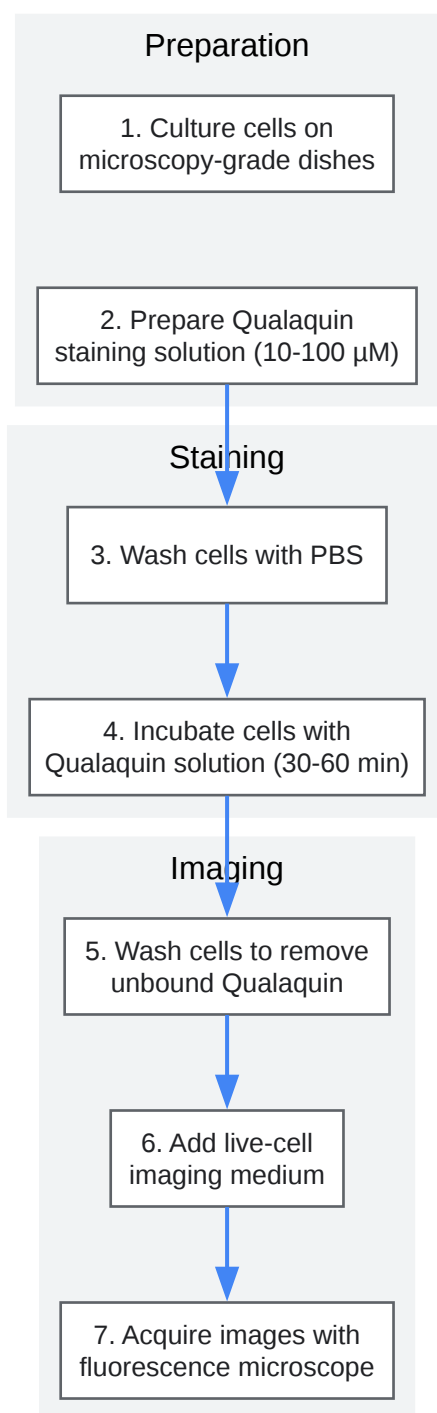 Preparation
1. Culture cells on
microscopy-grade dishes
2. Prepare Qualaquin
staining solution (10-100 µM)
Staining
3. Wash cells with PBS
4. Incubate cells with
Qualaquin solution (30-60 min)
Imaging
5. Wash cells to remove
unbound Qualaquin
6. Add live-cell
imaging medium
7. Acquire images with
fluorescence microscope